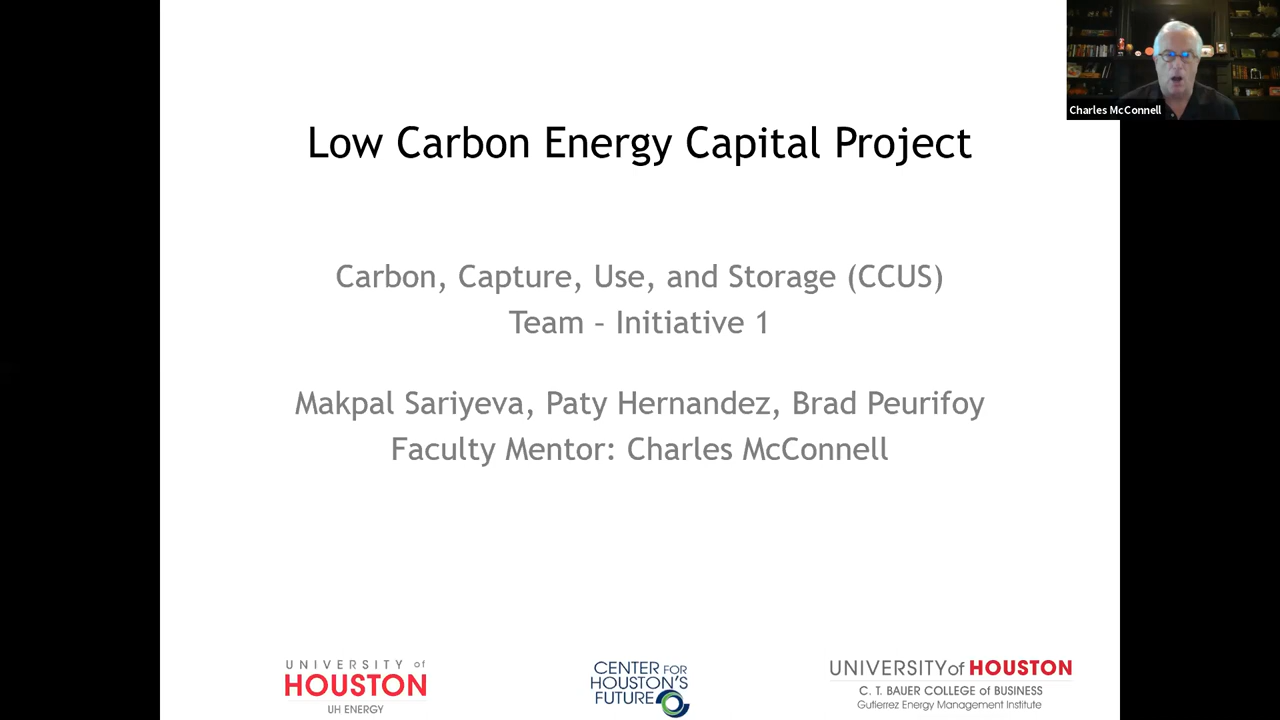 Charles McConnell
Low Carbon Energy Capital Project
Carbon, Capture, Use, and Storage (CCUS)
Team – Initiative 1
Makpal Sariyeva, Paty Hernandez, Brad Peurifoy
Faculty Mentor: Charles McConnell
UNIVERSITY of
HOUSTON
UH ENERGY
CENTER FOR
HOUSTON'S
FUTURE
UNIVERSITY of HOUSTON
C. T. BAUER COLLEGE of BUSINESS
Gutierrez Energy Management Institute